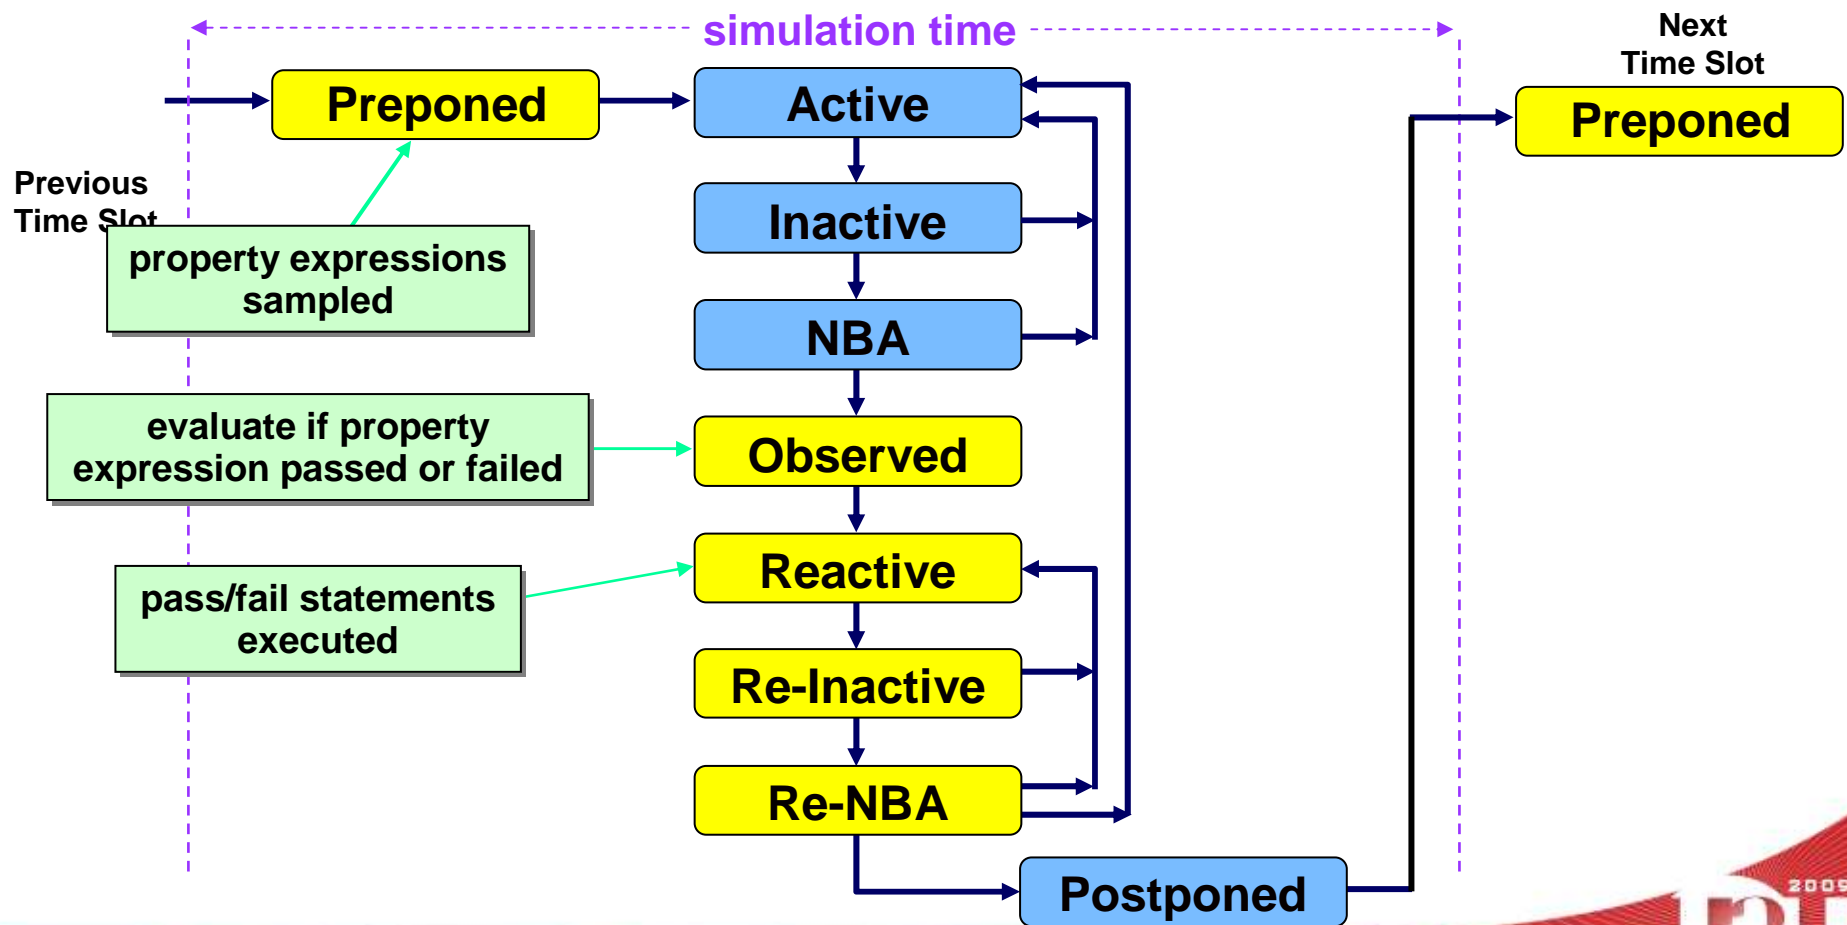 simulation time
Next
Time Slot
Preponed
Active
Preponed
Previous
Time Slot
Inactive
property expressions
sampled
NBA
evaluate if property
expression passed or failed
Observed
Reactive
pass/fail statements
executed
Re-Inactive
Re-NBA
Postponed
2009